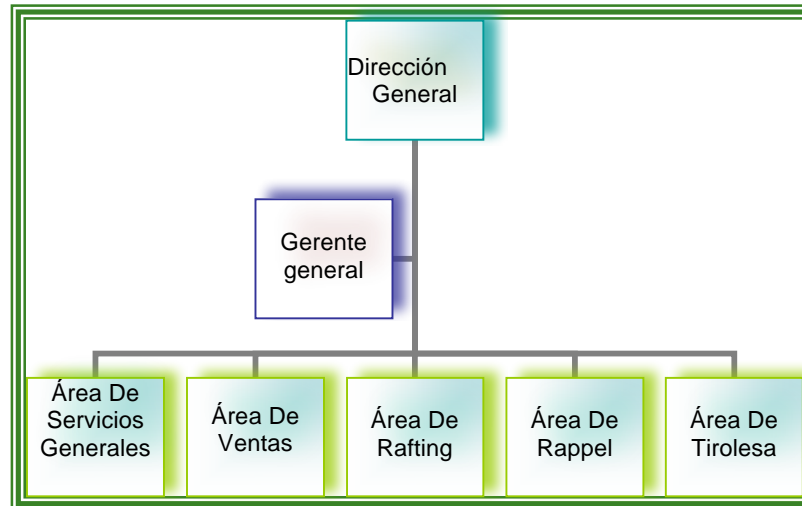 Dirección
General
Gerente
general
Área De
Servicios
Generales
Área De
Ventas
Área De
Rafting
Área De
Rappel
Área De
Tirolesa